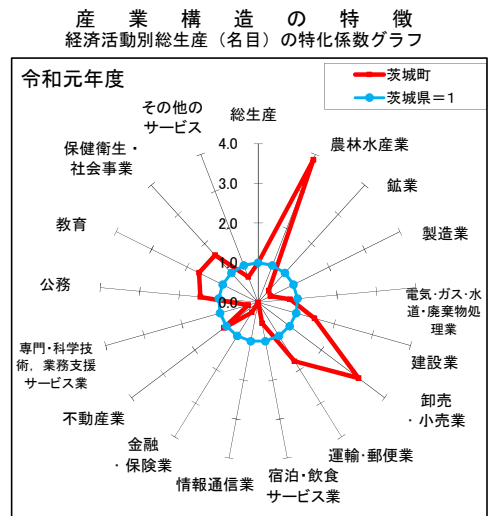 産業構造の特徴
経済活動別総生産（名目）の特化係数グラフ
令和元年度
茨城町
茨城県＝1
総生産
農林水産業
鉱業
製造業
電気・ガス・水
道・廃棄物処
理業
建設業
卸売
・小売業
運輸・郵便業
宿泊・飲食
サービス業
情報通信業
金融
・保険業
不動産業
専門・科学技
術，業務支援
サービス業
公務
教育
保健衛生・
社会事業
その他の
サービス
4.0
3.0
2.0
1.0
0.0